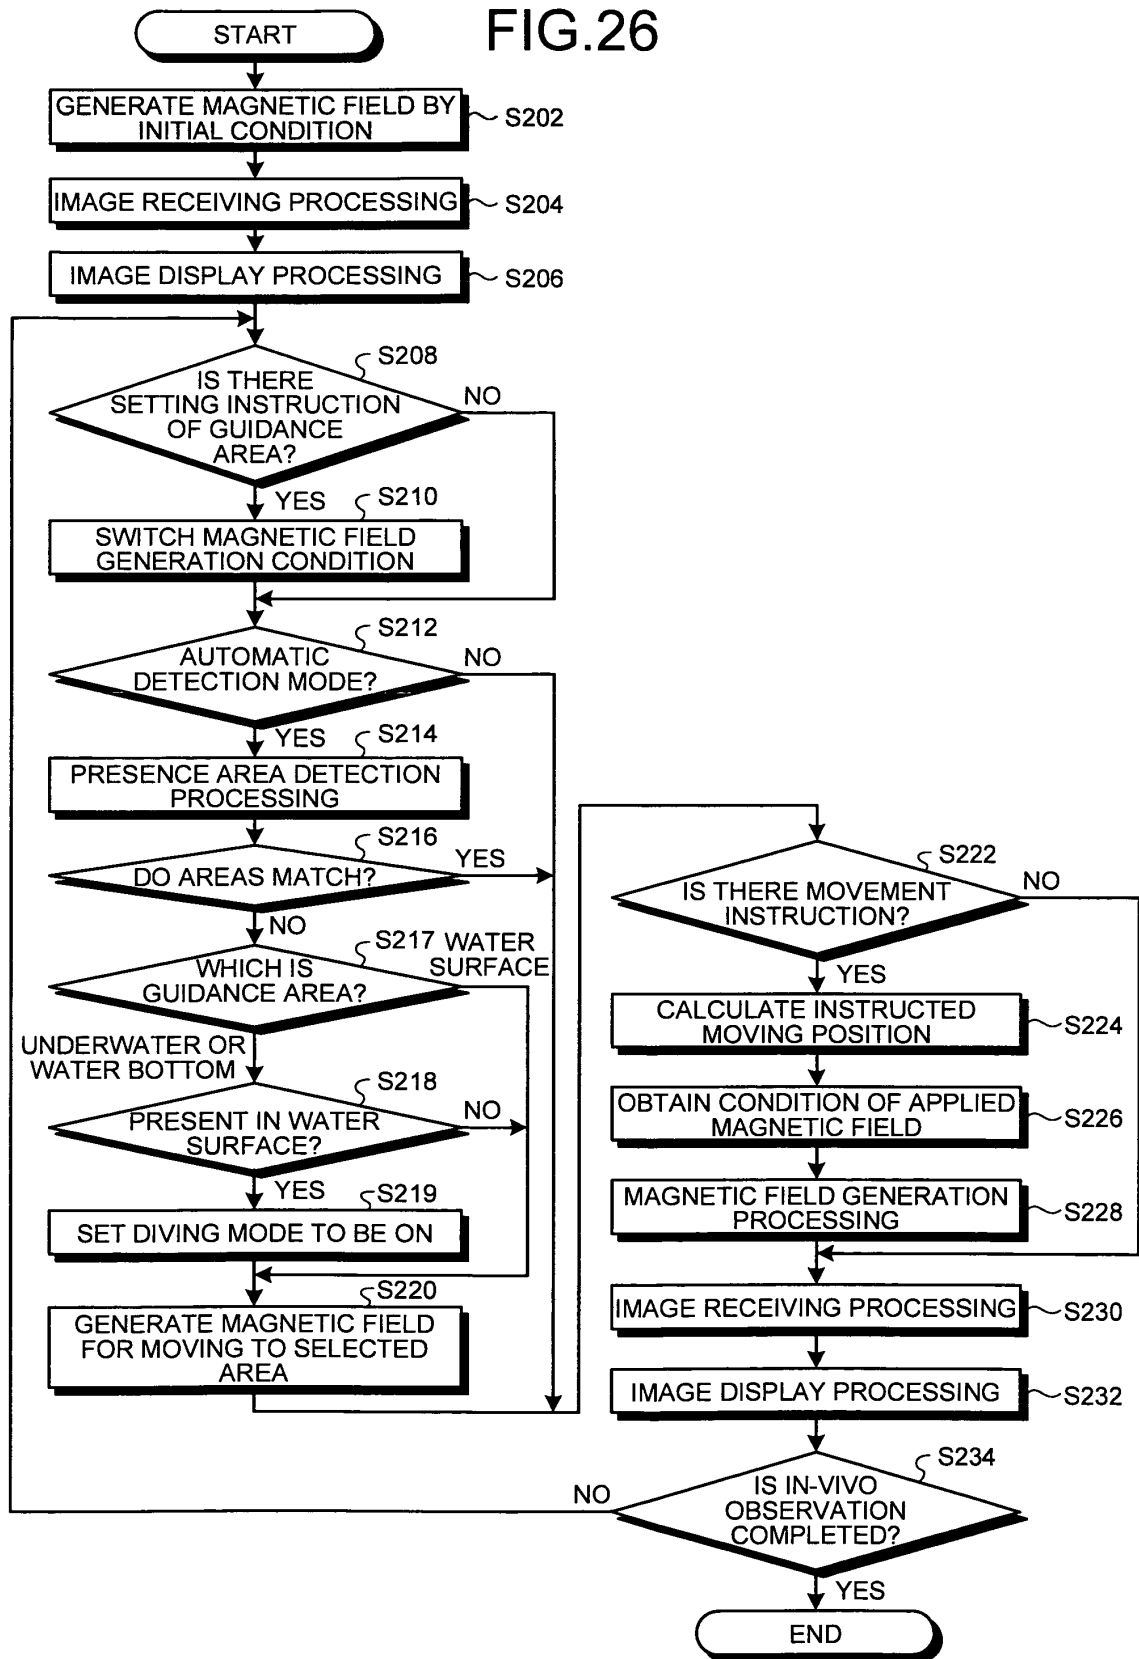 FIG.26
START
GENERATE MAGNETIC FIELD BY
INITIAL CONDITION
S202
IMAGE RECEIVING PROCESSING
S204
IMAGE DISPLAY PROCESSING
S206
S208
IS THERE
SETTING INSTRUCTION
OF GUIDANCE
AREA?
NO
YES
S210
SWITCH MAGNETIC FIELD
GENERATION CONDITION
S212
AUTOMATIC
DETECTION MODE?
NO
YES
S214
PRESENCE AREA DETECTION
PROCESSING
S216
DO AREAS MATCH?
YES
NO
S217
WATER
SURFACE
WHICH IS
GUIDANCE AREA?
UNDERWATER OR
WATER BOTTOM
S218
PRESENT IN WATER
SURFACE?
NO
YES
S219
SET DIVING MODE TO BE ON
S220
GENERATE MAGNETIC FIELD
FOR MOVING TO SELECTED
AREA
S222
IS THERE MOVEMENT
INSTRUCTION?
NO
YES
CALCULATE INSTRUCTED
MOVING POSITION
S224
OBTAIN CONDITION OF APPLIED
MAGNETIC FIELD
S226
MAGNETIC FIELD GENERATION
PROCESSING
S228
IMAGE RECEIVING PROCESSING
S230
IMAGE DISPLAY PROCESSING
S232
S234
IS IN-VIVO
OBSERVATION
COMPLETED?
NO
YES
END